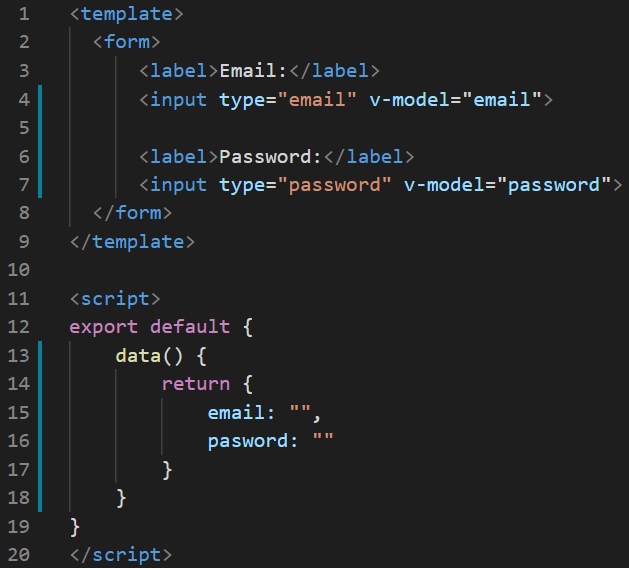 1 <template>
2   <form>
3       <label>Email:</label>
4       <input type="email" v-model="email">
5
6       <label>Password:</label>
7       <input type="password" v-model="password">
8   </form>
9 </template>
10
11 <script>
12 export default {
13     data() {
14         return {
15             email: "",
16             pasword: ""
17         }
18     }
19 }
20 </script>